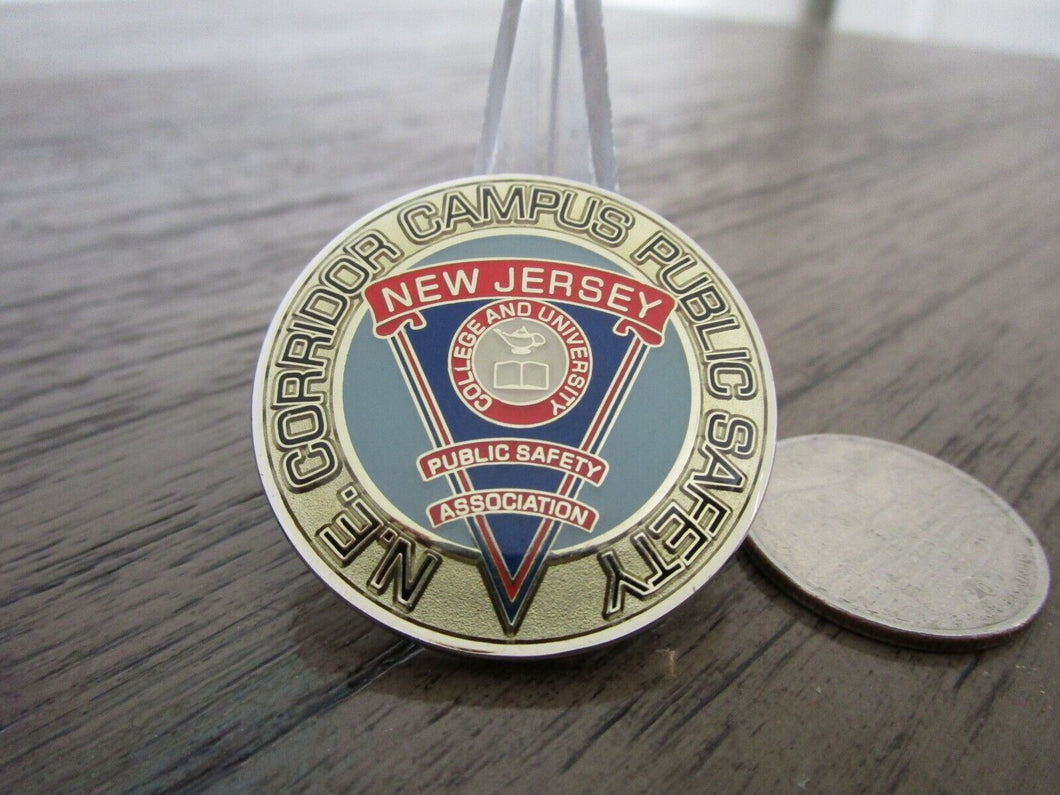 N.E. CORRIDOR CAMPUS PUBLIC SAFETY
NEW JERSEY
COLLEGE AND UNIVERSITY
PUBLIC SAFETY
ASSOCIATION